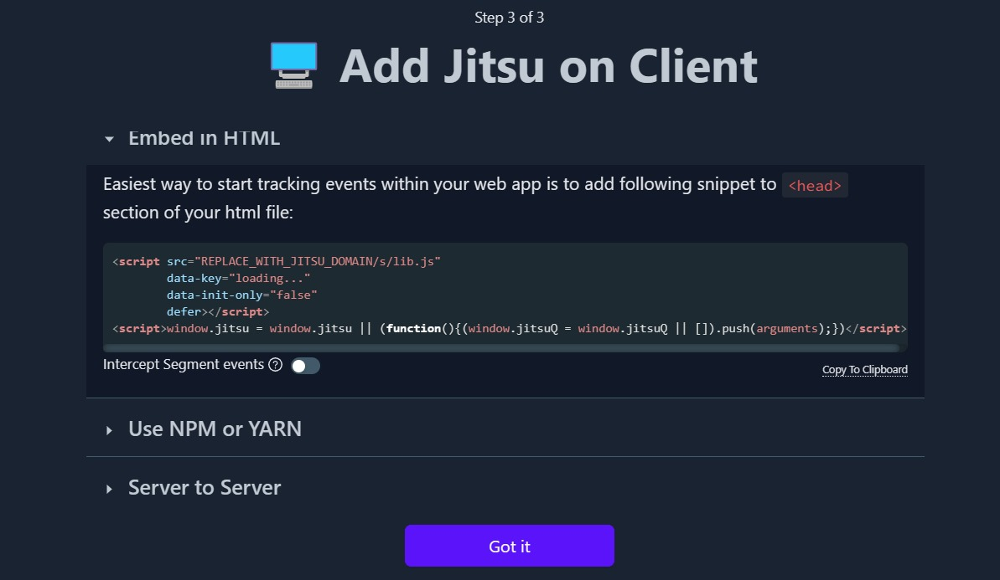 Step 3 of 3
Add Jitsu on Client
Embed in HTML
Easiest way to start tracking events within your web app is to add following snippet to <head>
section of your html file:
<script src="REPLACE_WITH_JITSU_DOMAIN/s/lib.js"
data-key="loading..."
data-init-only="false"
defer></script>
<script>window.jitsu = window.jitsu || (function(){(window.jitsuQ = window.jitsuQ || []).push(arguments);})</script>
Intercept Segment events ?
Copy To Clipboard
Use NPM or YARN
Server to Server
Got it